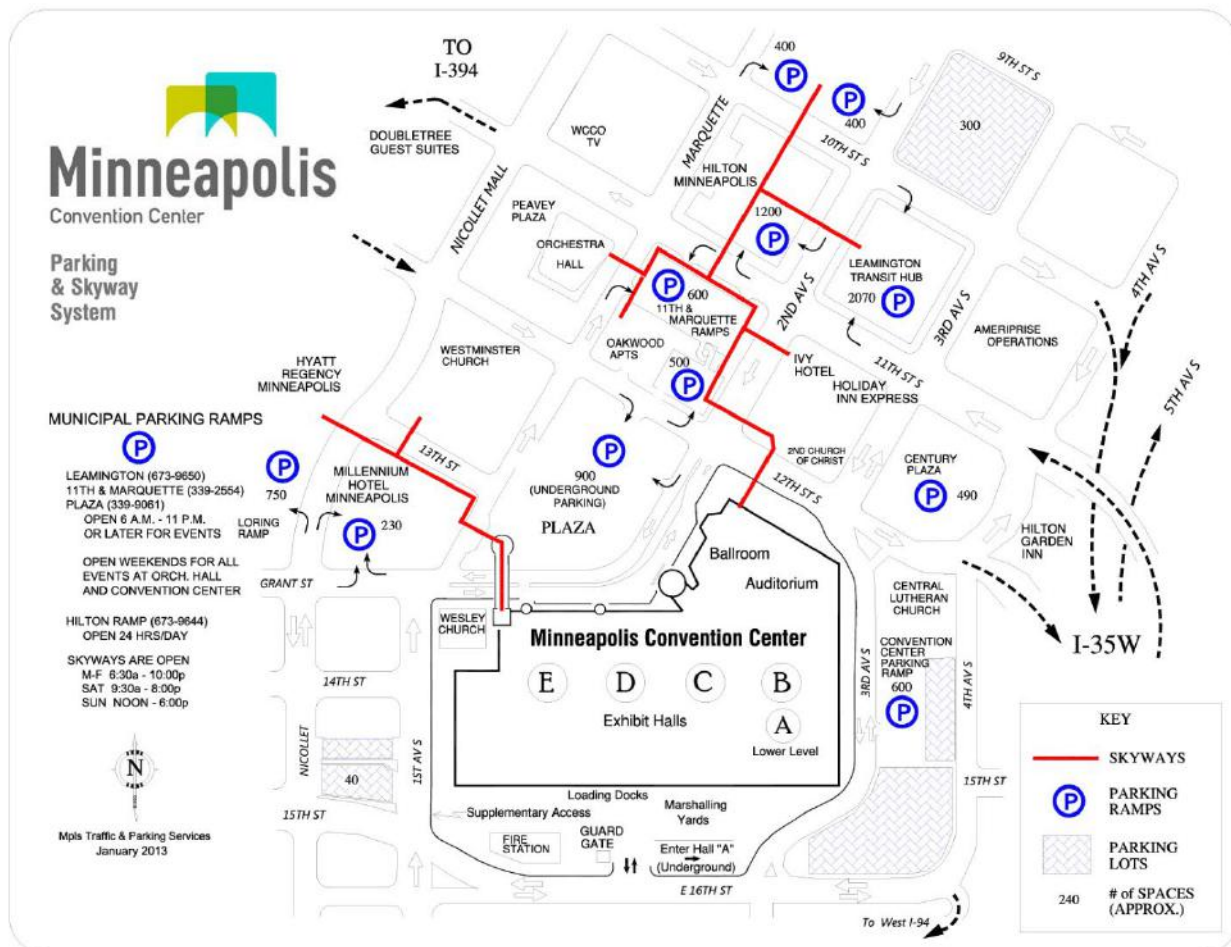 Minneapolis
Convention Center
Parking
& Skyway
System
TO
I-394
DOUBLETREE
GUEST SUITES
WCCO
TV
NICOLLET MALL
MARQUETTE
400
P
P
400
9TH ST S
300
10TH ST S
HILTON
MINNEAPOLIS
PEAVEY
PLAZA
ORCHESTRA
HALL
1200
P
LEAMINGTON
TRANSIT HUB
2070
P
2ND AV S
3RD AV S
4TH AV S
5TH AV S
P
600
11TH &
MARQUETTE
RAMPS
OAKWOOD
APTS
500
P
IVY
HOTEL
HOLIDAY
INN EXPRESS
11TH ST S
AMERIPRISE
OPERATIONS
WESTMINSTER
CHURCH
HYATT
REGENCY
MINNEAPOLIS
13TH ST
MUNICIPAL PARKING RAMPS
P
LEAMINGTON (673-9650)
11TH & MARQUETTE (339-2554)
PLAZA (339-9061)
OPEN 6 A.M. - 11 P.M.
OR LATER FOR EVENTS
OPEN WEEKENDS FOR ALL
EVENTS AT ORCH. HALL
AND CONVENTION CENTER
HILTON RAMP (673-9644)
OPEN 24 HRS/DAY
SKYWAYS ARE OPEN
M-F 6:30a - 10:00p
SAT 9:30a - 8:00p
SUN NOON - 6:00p
P
750
LORING
RAMP
MILLENNIUM
HOTEL
MINNEAPOLIS
P
230
GRANT ST
P
900
(UNDERGROUND
PARKING)
PLAZA
2ND CHURCH
OF CHRIST
12TH ST S
CENTURY
PLAZA
P
490
HILTON
GARDEN
INN
Ballroom
Auditorium
CENTRAL
LUTHERAN
CHURCH
CONVENTION
CENTER
PARKING
RAMP
600
P
I-35W
WESLEY
CHURCH
Minneapolis Convention Center
E
D
C
B
A
Exhibit Halls
Lower Level
3RD AV S
4TH AV S
14TH ST
NICOLLET
1ST AV S
40
15TH ST
15TH ST
N
Mpls Traffic & Parking Services
January 2013
Loading Docks
Supplementary Access
Marshalling
Yards
FIRE
STATION
GUARD
GATE
Enter Hall "A"
(Underground)
E 16TH ST
To West I-94
KEY
SKYWAYS
P
PARKING
RAMPS
PARKING
LOTS
240
# of SPACES
(APPROX.)